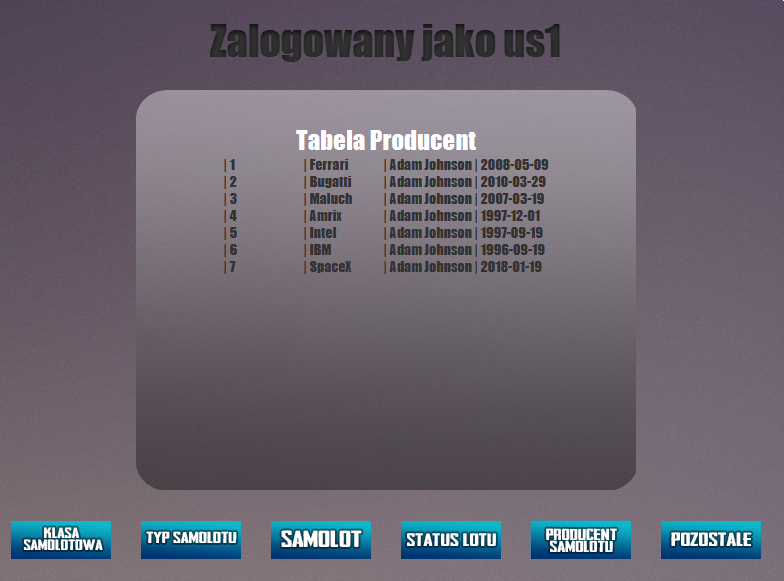 Zalogowany jako us1
Tabela Producent
| 1 | Ferrari | Adam Johnson | 2008-05-09
| 2 | Bugatti | Adam Johnson | 2010-03-29
| 3 | Maluch | Adam Johnson | 2007-03-19
| 4 | Amrix | Adam Johnson | 1997-12-01
| 5 | Intel | Adam Johnson | 1997-09-19
| 6 | IBM | Adam Johnson | 1996-09-19
| 7 | SpaceX | Adam Johnson | 2018-01-19
KLASA
SAMOLOTOWA
TYP SAMOLOTU
SAMOLOT
STATUS LOTU
PRODUCENT
SAMOLOTU
POZOSTALE